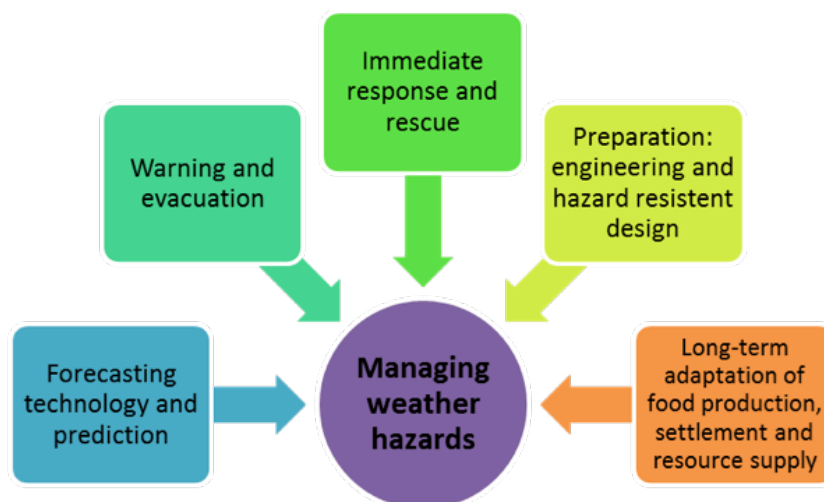 Immediate
response and
rescue
Warning and
evacuation
Preparation:
engineering and
hazard resistent
design
Forecasting
technology and
prediction
Managing
weather
hazards
Long-term
adaptation of
food production,
settlement and
resource supply